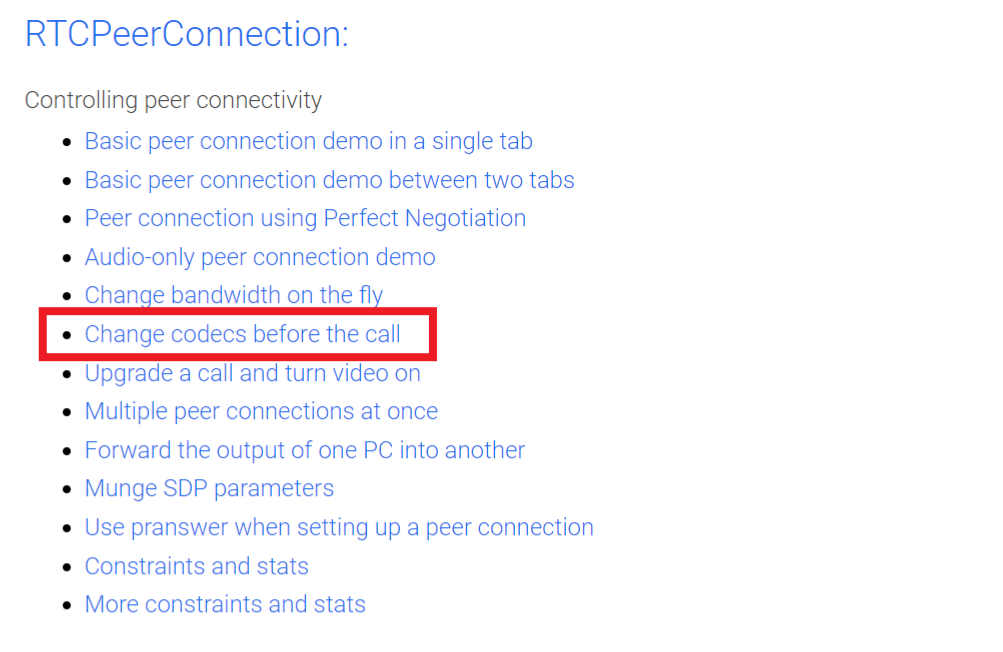 RTCPeerConnection:
Controlling peer connectivity
Basic peer connection demo in a single tab
Basic peer connection demo between two tabs
Peer connection using Perfect Negotiation
Audio-only peer connection demo
Change bandwidth on the fly
Change codecs before the call
Upgrade a call and turn video on
Multiple peer connections at once
Forward the output of one PC into another
Munge SDP parameters
Use pranswer when setting up a peer connection
Constraints and stats
More constraints and stats